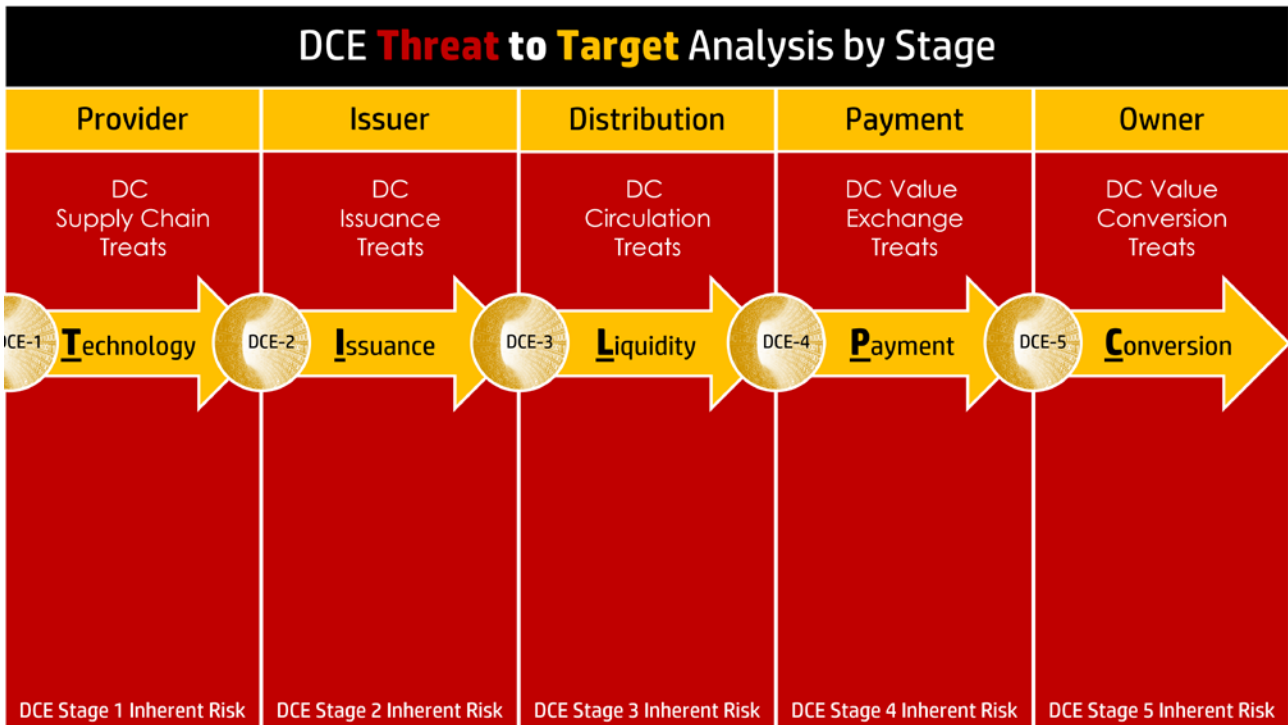 DCE Threat to Target Analysis by Stage
Provider
Issuer
Distribution
Payment
Owner
DC
Supply Chain
Treats
DC
Issuance
Treats
DC
Circulation
Treats
DC Value
Exchange
Treats
DC Value
Conversion
Treats
DCE-1
Technology
DCE-2
Issuance
DCE-3
Liquidity
DCE-4
Payment
DCE-5
Conversion
DCE Stage 1 Inherent Risk
DCE Stage 2 Inherent Risk
DCE Stage 3 Inherent Risk
DCE Stage 4 Inherent Risk
DCE Stage 5 Inherent Risk